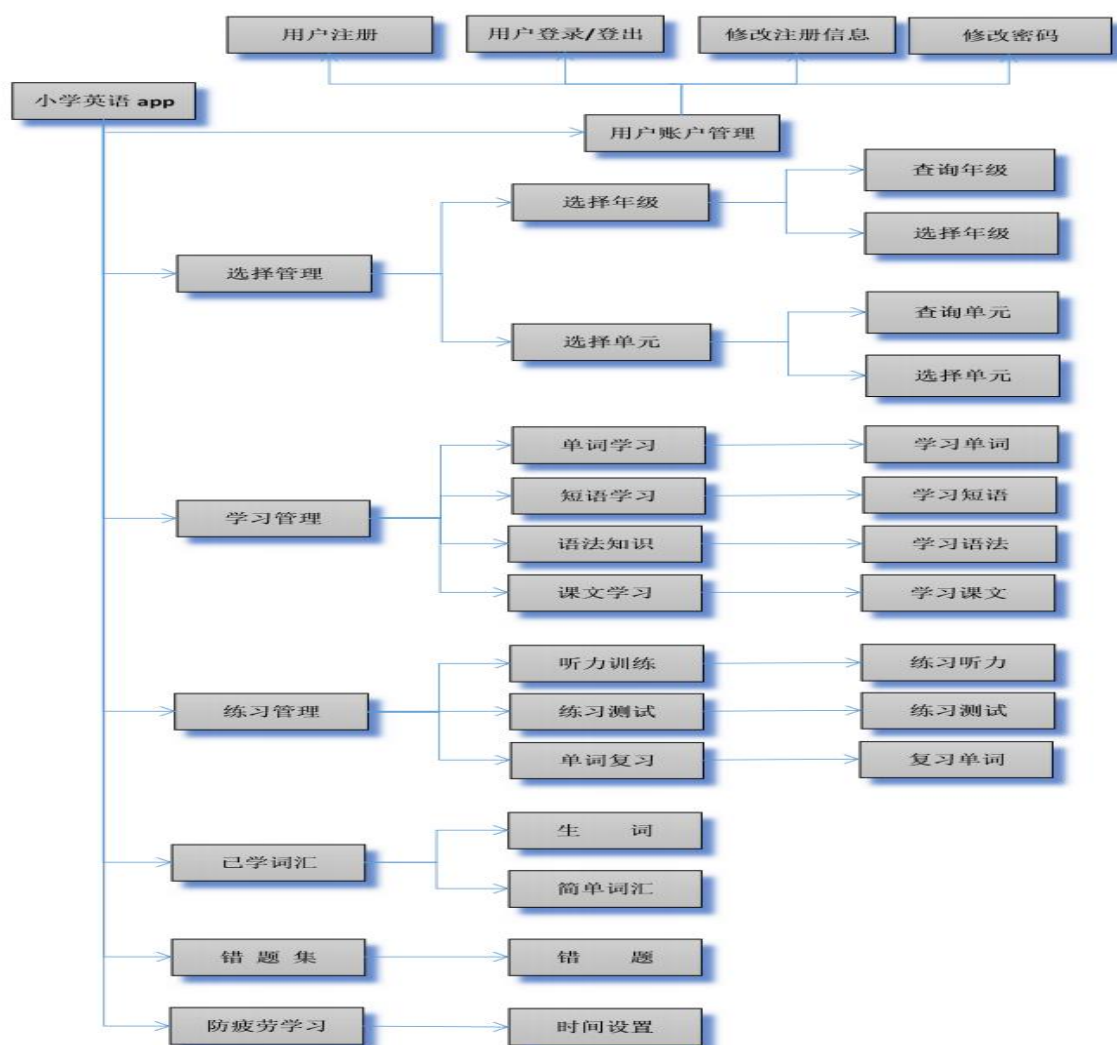 用户注册
用户登录/登出
修改注册信息
修改密码
小学英语 app
用户账户管理
查询年级
选择年级
选择年级
选择管理
查询单元
选择单元
选择单元
单词学习
学习单词
短语学习
学习短语
学习管理
语法知识
学习语法
课文学习
学习课文
听力训练
练习听力
练习管理
练习测试
练习测试
单词复习
复习单词
生 词
已学词汇
简单词汇
错 题 集
错 题
防疲劳学习
时间设置